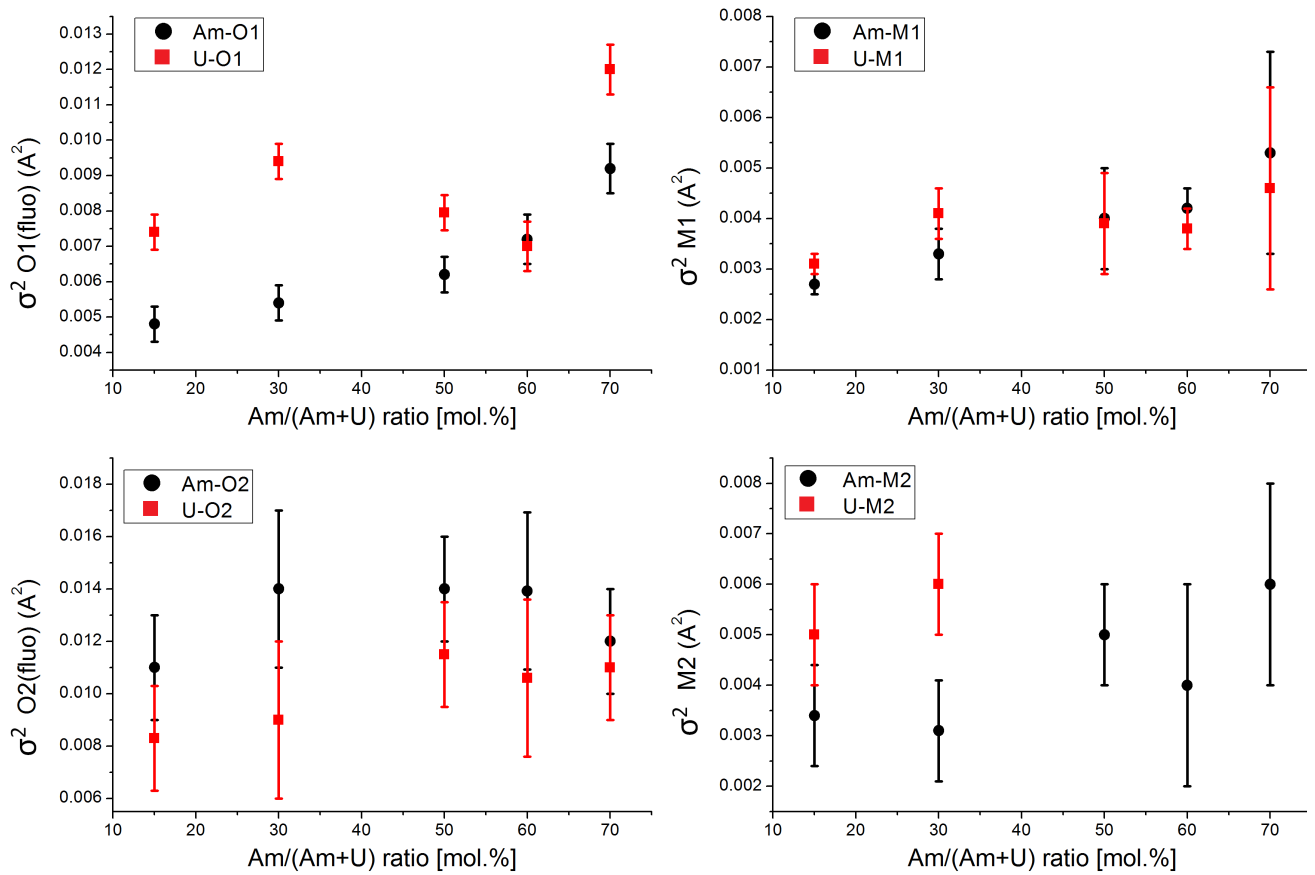 Am-O1
U-O1
σ² O1(fluo) (A²)
0.013
0.012
0.011
0.010
0.009
0.008
0.007
0.006
0.005
0.004
10 20 30 40 50 60 70
Am/(Am+U) ratio [mol.%]
Am-M1
U-M1
σ² M1 (A²)
0.008
0.007
0.006
0.005
0.004
0.003
0.002
0.001
10 20 30 40 50 60 70
Am/(Am+U) ratio [mol.%]
Am-O2
U-O2
σ² O2(fluo) (A²)
0.018
0.016
0.014
0.012
0.010
0.008
0.006
10 20 30 40 50 60 70
Am/(Am+U) ratio [mol.%]
Am-M2
U-M2
σ² M2 (A²)
0.008
0.007
0.006
0.005
0.004
0.003
0.002
10 20 30 40 50 60 70
Am/(Am+U) ratio [mol.%]